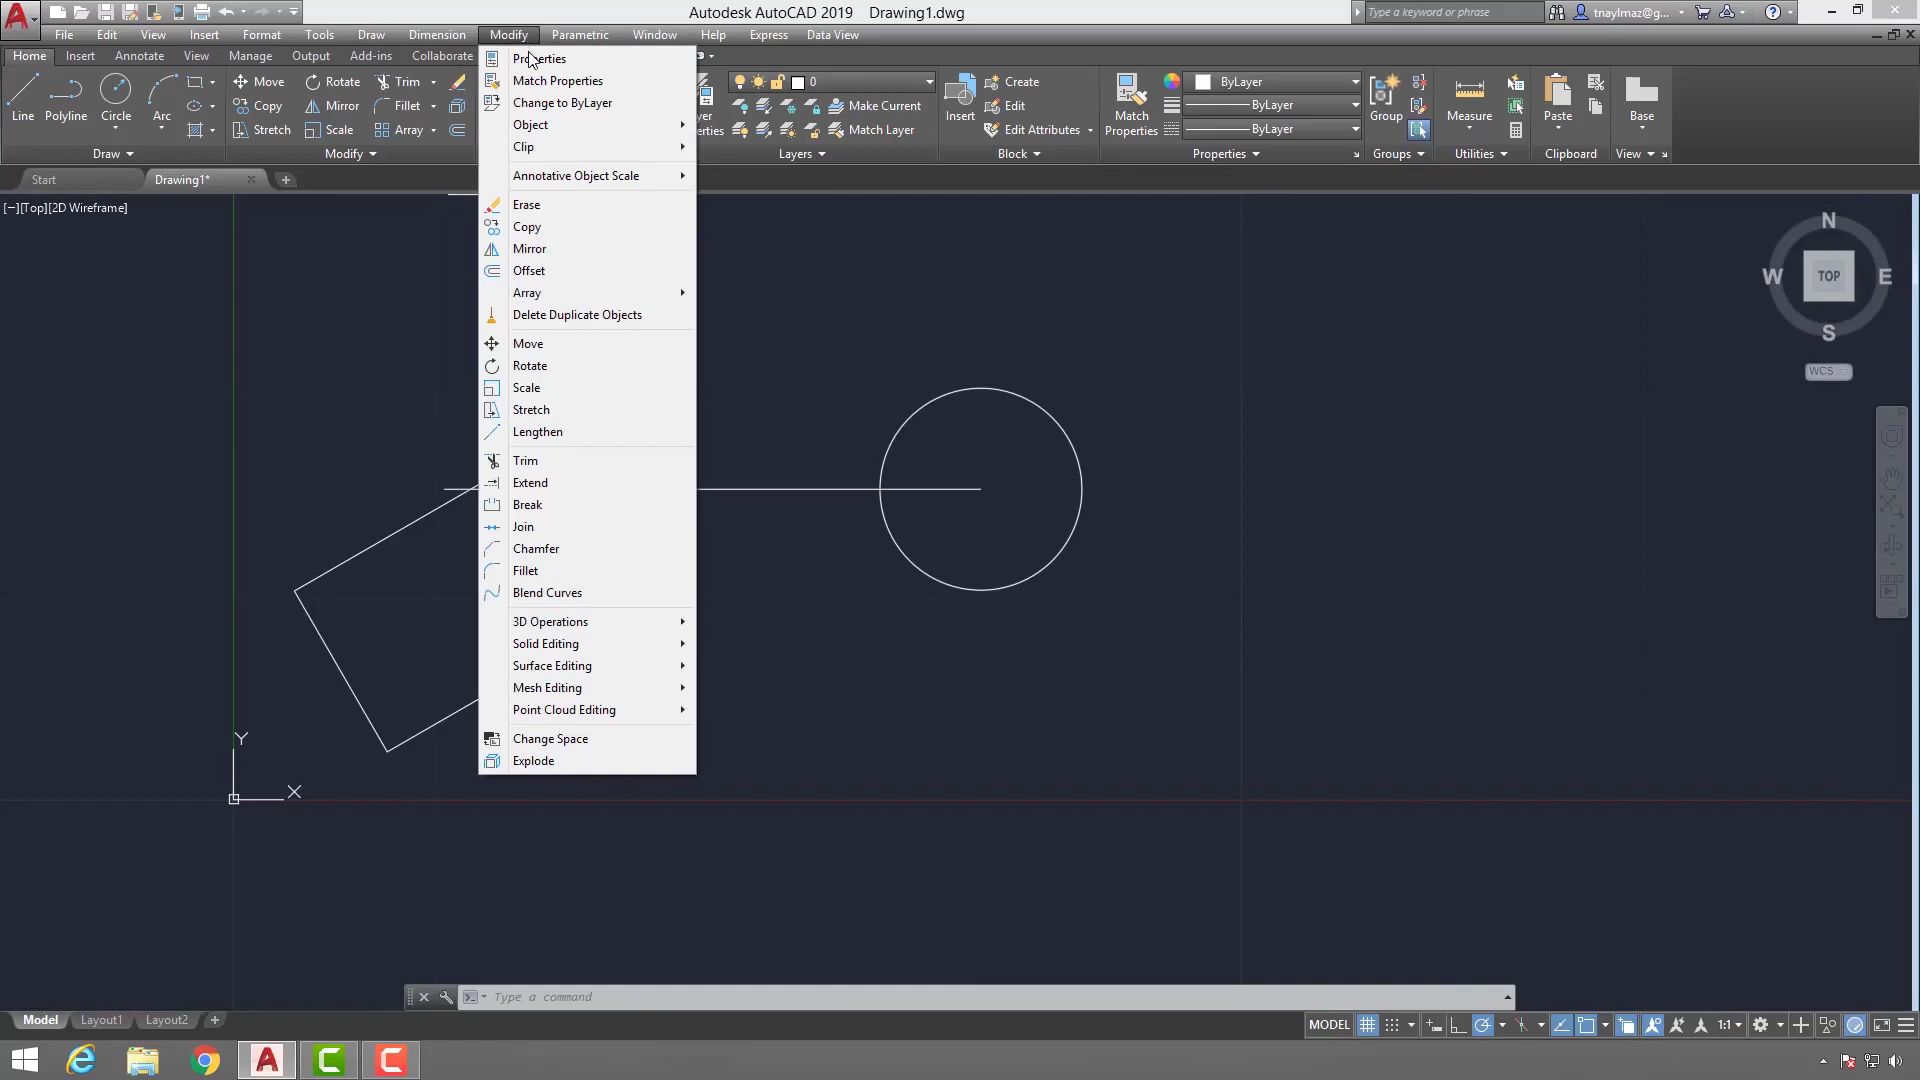 Autodesk AutoCAD 2019 Drawing1.dwg
Type a keyword or phrase
tnaylmaz@g...
File Edit View Insert Format Tools Draw Dimension Modify Parametric Window Help Express Data View
Home Insert Annotate View Manage Output Add-ins Collaborate
Line Polyline Circle Arc
Move Rotate Trim
Copy Mirror Fillet
Stretch Scale Array
0
Make Current
Match Layer
Insert
Create
Edit
Edit Attributes
Match Properties
ByLayer
ByLayer
ByLayer
Group
Measure
Paste
Base
Draw Modify Layers Block Properties Groups Utilities Clipboard View
Start Drawing1*
[−][Top][2D Wireframe]
Properties
Match Properties
Change to ByLayer
Object
Clip
Annotative Object Scale
Erase
Copy
Mirror
Offset
Array
Delete Duplicate Objects
Move
Rotate
Scale
Stretch
Lengthen
Trim
Extend
Break
Join
Chamfer
Fillet
Blend Curves
3D Operations
Solid Editing
Surface Editing
Mesh Editing
Point Cloud Editing
Change Space
Explode
N
W TOP E
S
WCS
Y
X
Type a command
Model Layout1 Layout2
MODEL
1:1